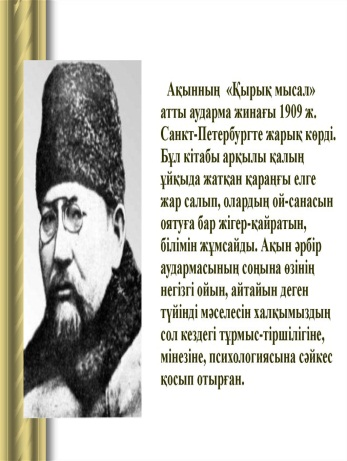 Ақынның «Қырық мысал»
атты аударма жинағы 1909 ж.
Санкт-Петербургте жарық көрді.
Бұл кітабы арқылы қалың
ұйқыда жатқан қараңғы елге
жар салып, олардың ой-санасын
оятуға бар жігер-қайратын,
білімін жұмсайды. Ақын әрбір
аудармасының соңына өзінің
негізгі ойын, айтайын деген
түйінді мәселесін халқымыздың
сол кездегі тұрмыс-тіршілігіне,
мінезіне, психологиясына сәйкес
қосып отырған.